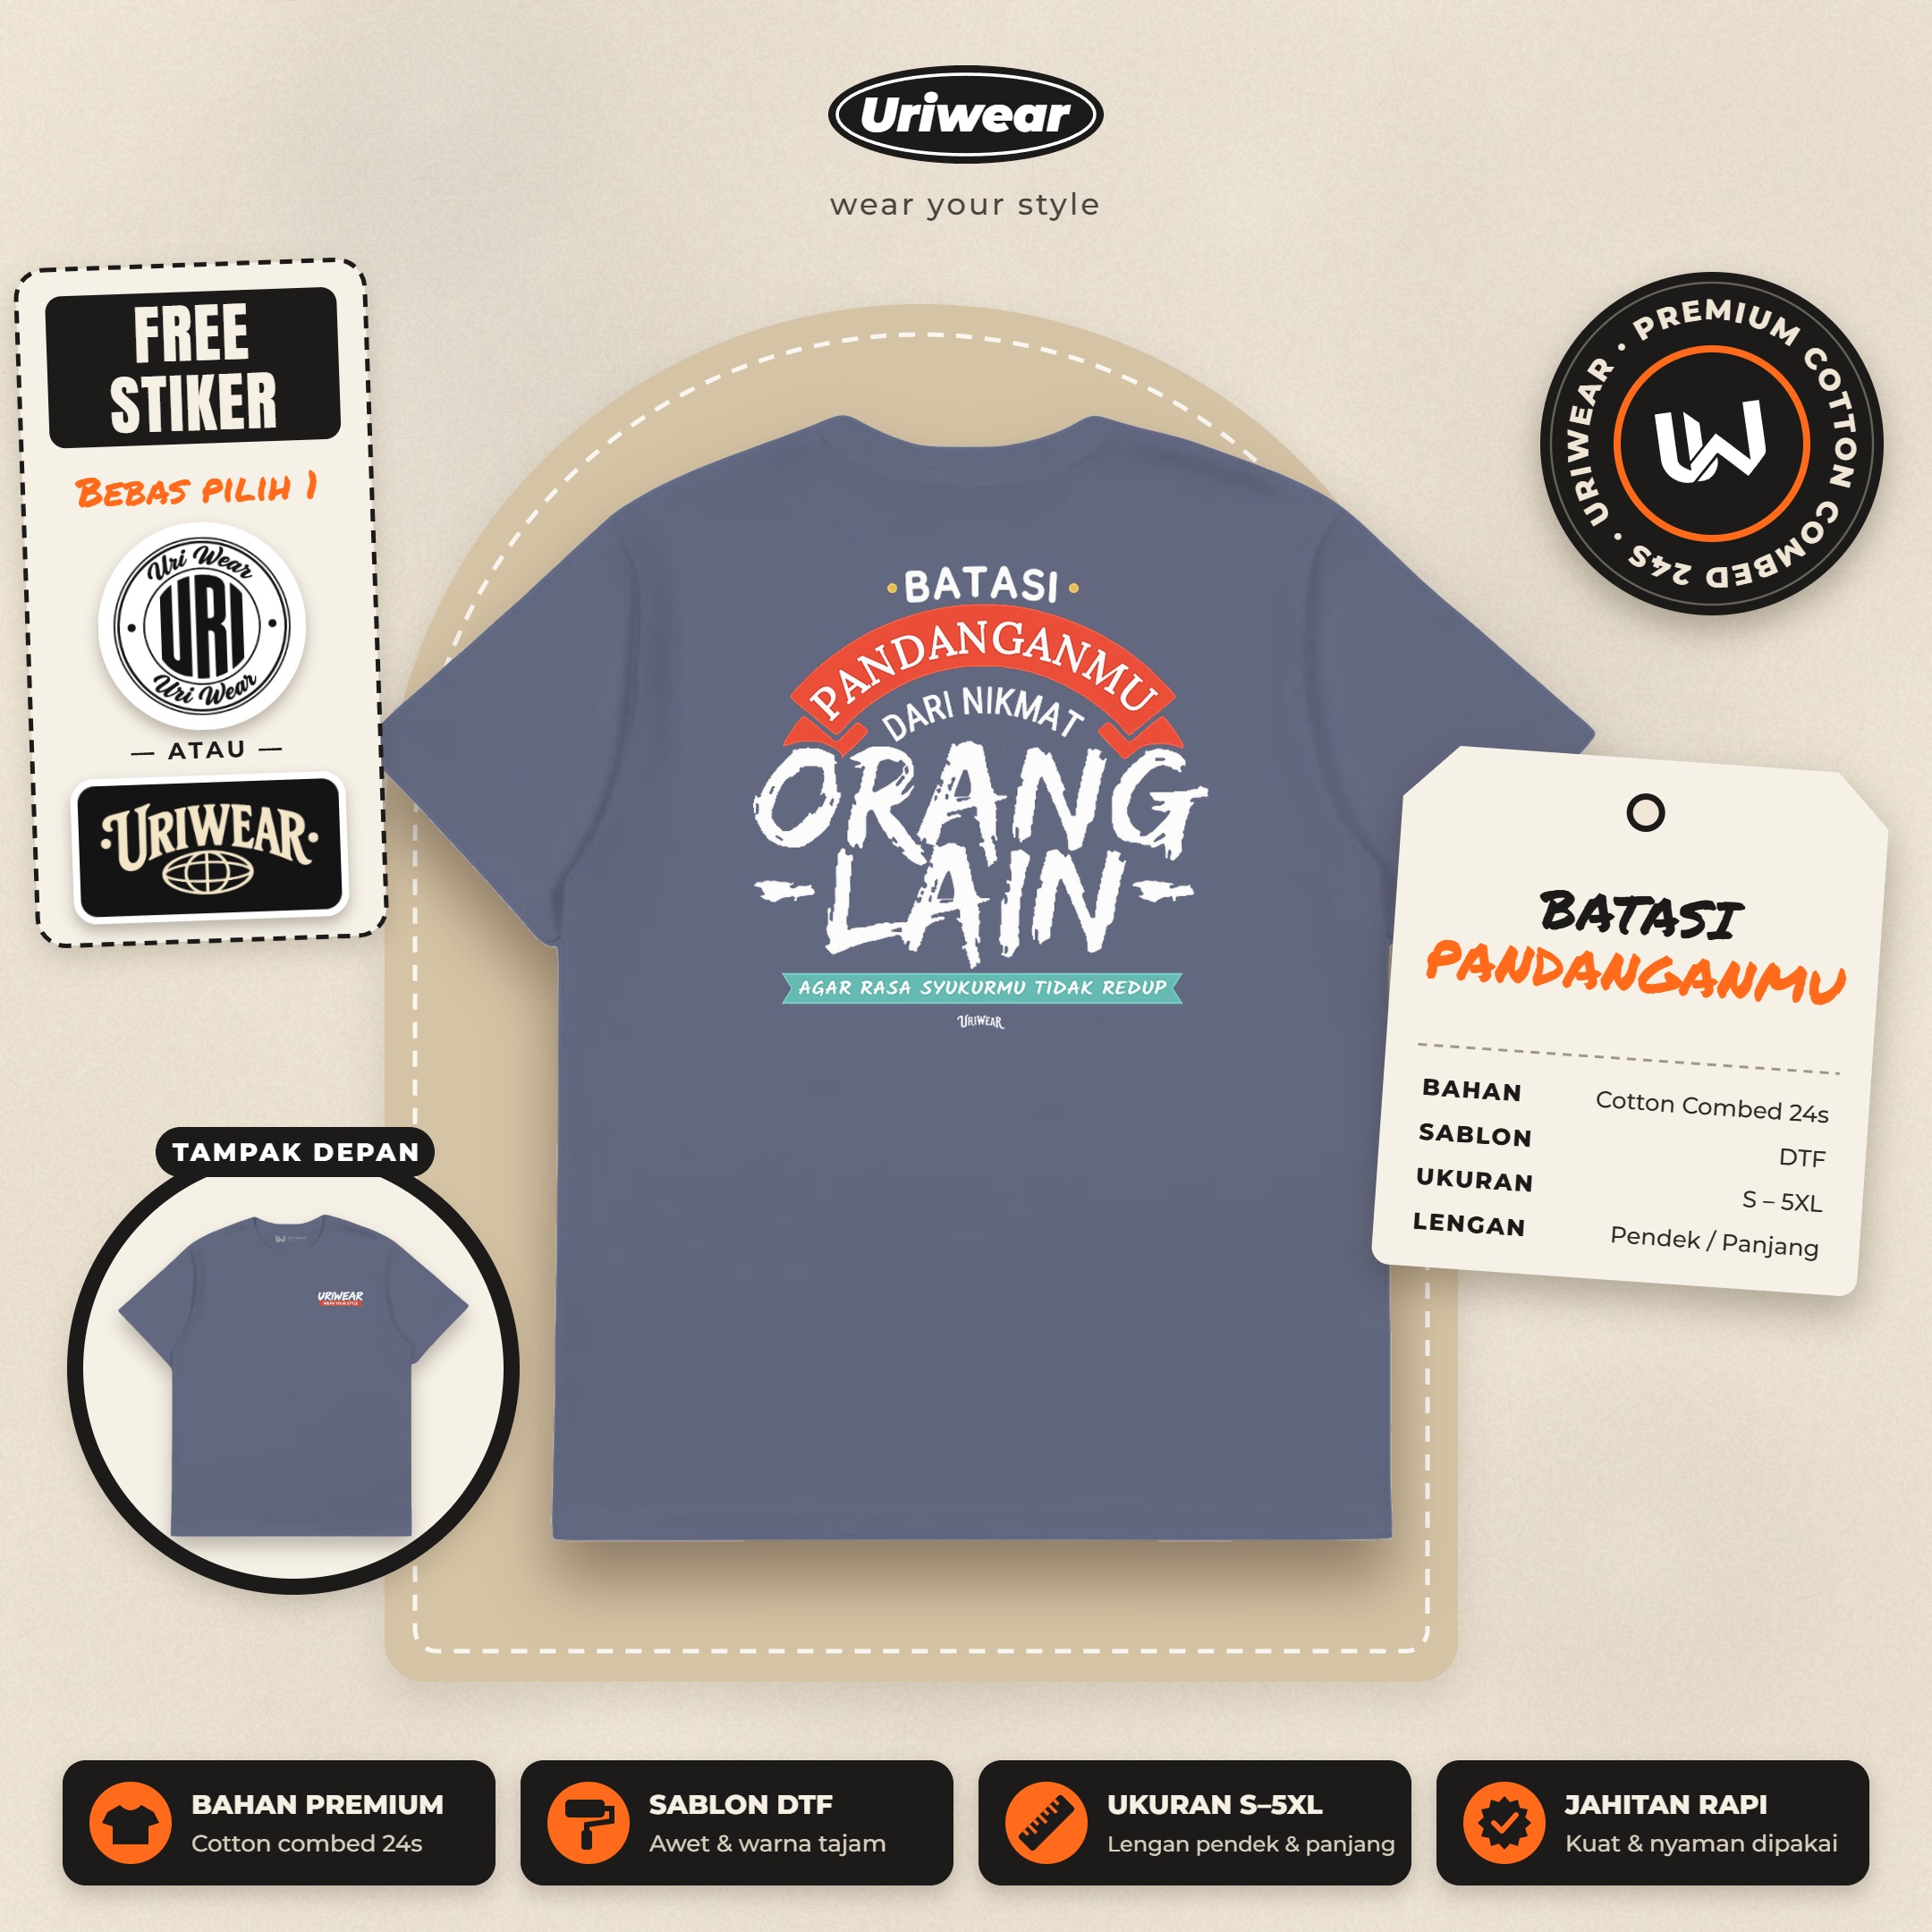 Uriwear
wear your style
FREE
STIKER
BEBAS PILIH 1
Uri Wear
URI
Uri Wear
— ATAU —
URIWEAR
PREMIUM COTTON COMBED 24S • URIWEAR •
W
• BATASI •
PANDANGANMU
DARI NIKMAT
ORANG
-LAIN-
AGAR RASA SYUKURMU TIDAK REDUP
URIWEAR
BATASI
PANDANGANMU
BAHAN Cotton Combed 24s
SABLON DTF
UKURAN S – 5XL
LENGAN Pendek / Panjang
TAMPAK DEPAN
URIWEAR
WEAR YOUR STYLE
BAHAN PREMIUM
Cotton combed 24s
SABLON DTF
Awet & warna tajam
UKURAN S–5XL
Lengan pendek & panjang
JAHITAN RAPI
Kuat & nyaman dipakai